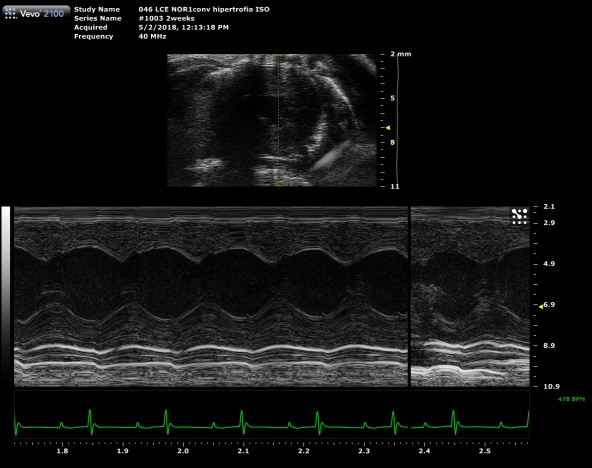 Vevo 2100
Study Name 046 LCE NOR1conv hipertrofia ISO
Series Name #1003 2weeks
Acquired 5/2/2018, 12:13:18 PM
Frequency 40 MHz
2 mm
5
8
11
2.1
2.9
4.9
6.9
8.9
10.9
478 BPM
1.8 1.9 2.0 2.1 2.2 2.3 2.4 2.5